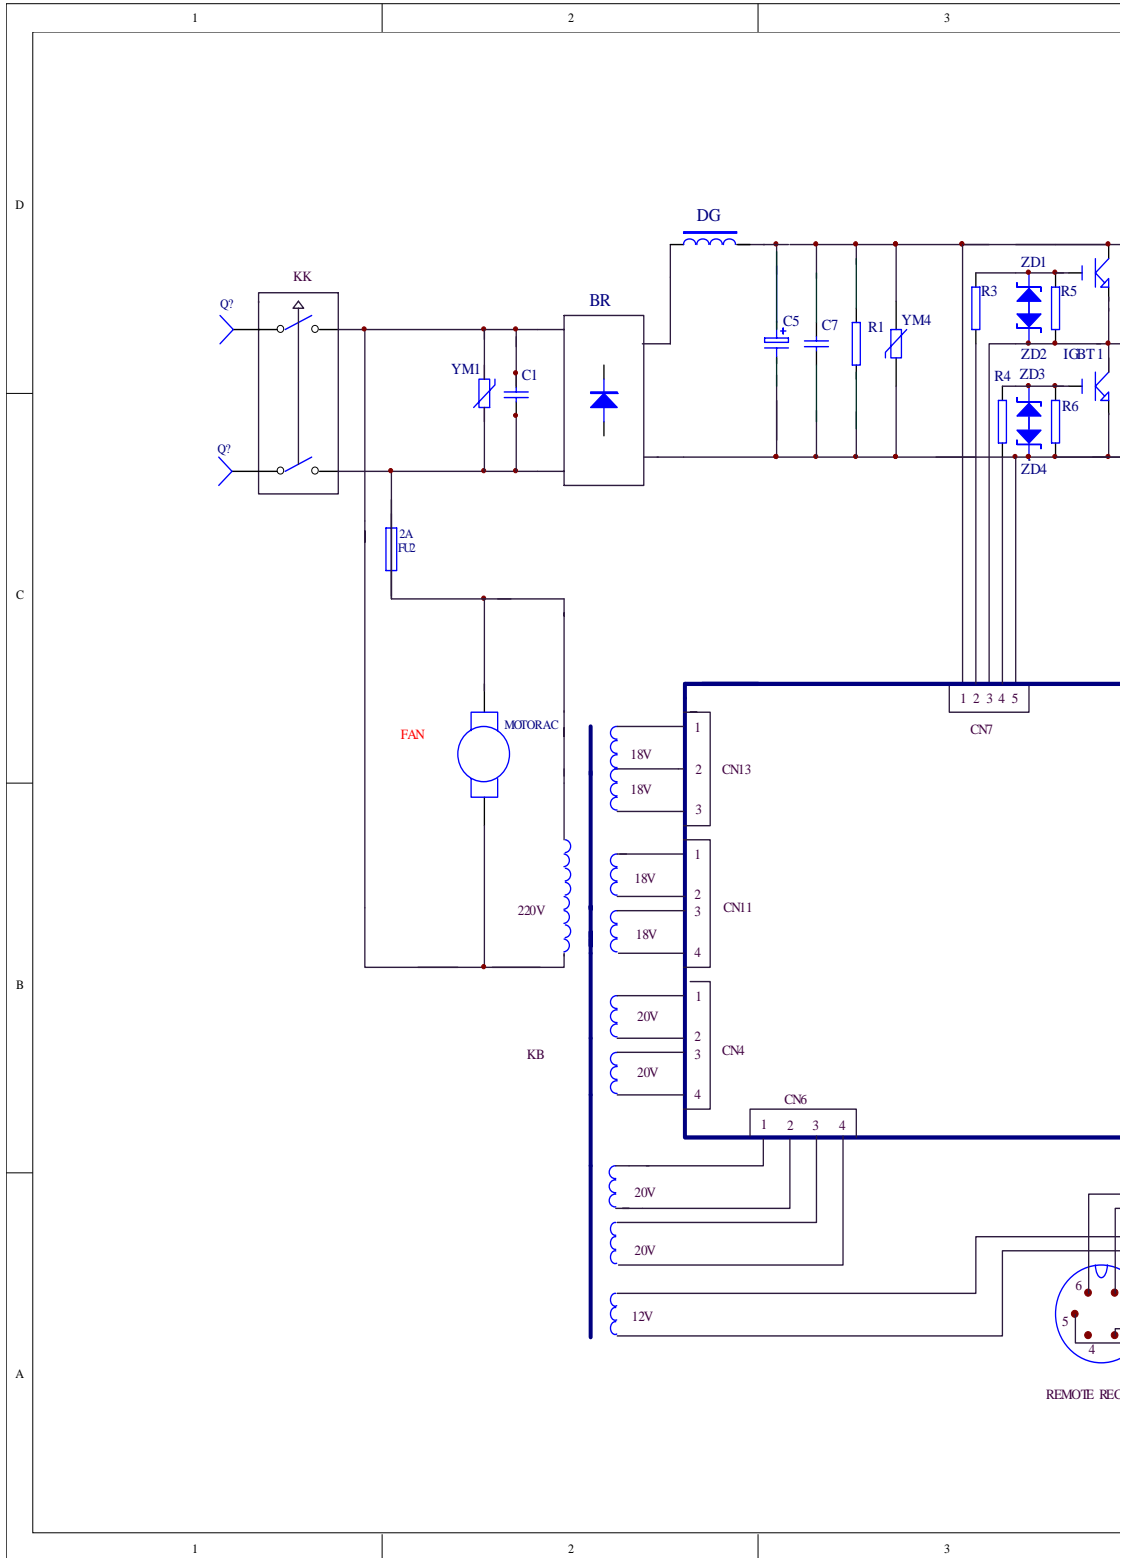 1 2 3
D
DG
KK
ZD1
Q?
BR
R3 R5
C5 C7 R1 YM4
ZD2 IGBT1
YM1 C1
R4 ZD3
R6
Q?
ZD4
2A
FU2
C
1 2 3 4 5
CN7
FAN MOTORAC
1
18V
2 CN13
18V
3
1
18V
2
220V 3 CN11
18V
4
B
1
20V
2
KB 3 CN4
20V
4
CN6
1 2 3 4
20V
20V
6
12V
5
4
A
REMOTE REC
1 2 3